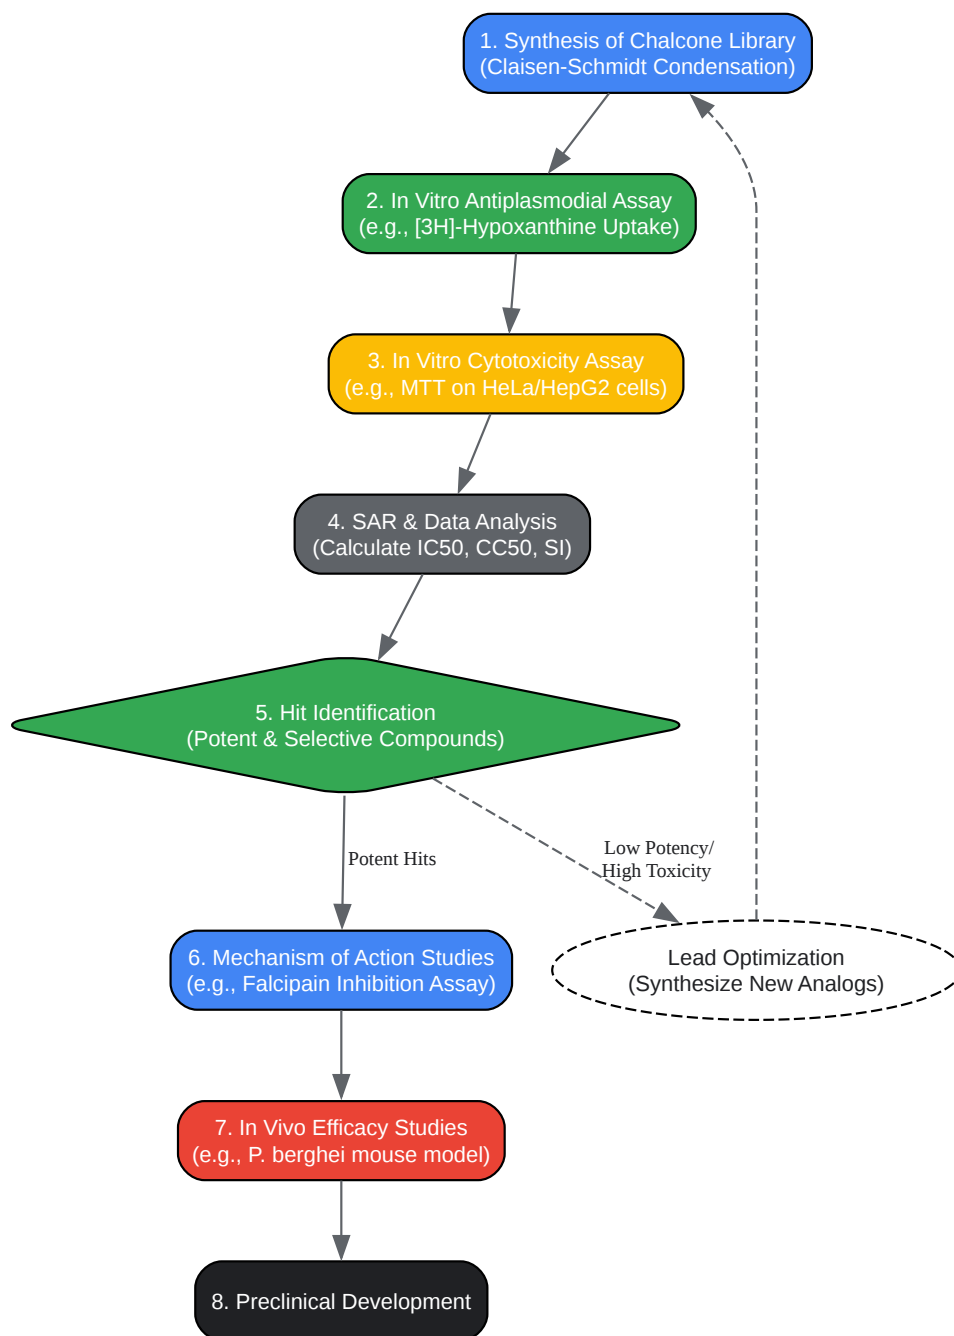 1. Synthesis of Chalcone Library
(Claisen-Schmidt Condensation)
2. In Vitro Antiplasmodial Assay
(e.g., [3H]-Hypoxanthine Uptake)
3. In Vitro Cytotoxicity Assay
(e.g., MTT on HeLa/HepG2 cells)
4. SAR & Data Analysis
(Calculate IC50, CC50, SI)
5. Hit Identification
(Potent & Selective Compounds)
Potent Hits
Low Potency/
High Toxicity
6. Mechanism of Action Studies
(e.g., Falcipain Inhibition Assay)
Lead Optimization
(Synthesize New Analogs)
7. In Vivo Efficacy Studies
(e.g., P. berghei mouse model)
8. Preclinical Development